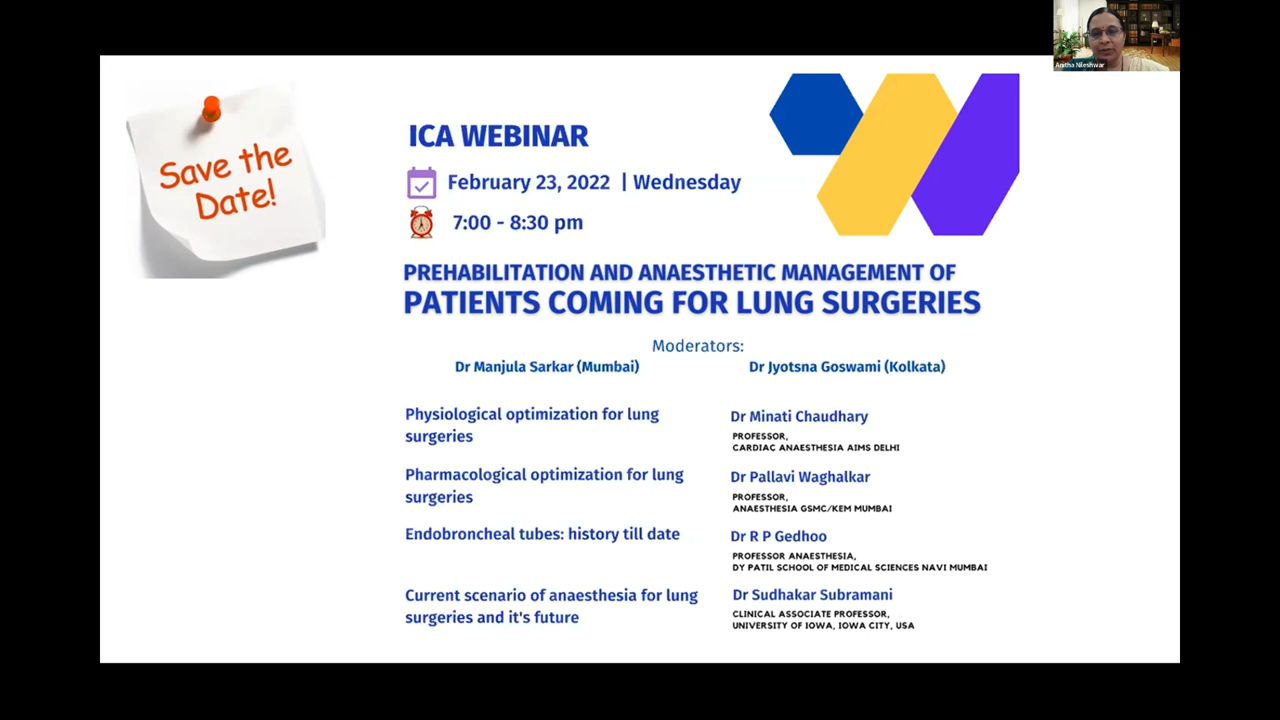 Anitha Nileshwar
Save the
Date!
ICA WEBINAR
February 23, 2022 | Wednesday
7:00 - 8:30 pm
PREHABILITATION AND ANAESTHETIC MANAGEMENT OF
PATIENTS COMING FOR LUNG SURGERIES
Moderators:
Dr Manjula Sarkar (Mumbai)
Dr Jyotsna Goswami (Kolkata)
Physiological optimization for lung
surgeries
Dr Minati Chaudhary
PROFESSOR,
CARDIAC ANAESTHESIA AIMS DELHI
Pharmacological optimization for lung
surgeries
Dr Pallavi Waghalkar
PROFESSOR,
ANAESTHESIA GSMC/KEM MUMBAI
Endobroncheal tubes: history till date
Dr R P Gedhoo
PROFESSOR ANAESTHESIA,
DY PATIL SCHOOL OF MEDICAL SCIENCES NAVI MUMBAI
Current scenario of anaesthesia for lung
surgeries and it's future
Dr Sudhakar Subramani
CLINICAL ASSOCIATE PROFESSOR,
UNIVERSITY OF IOWA, IOWA CITY, USA